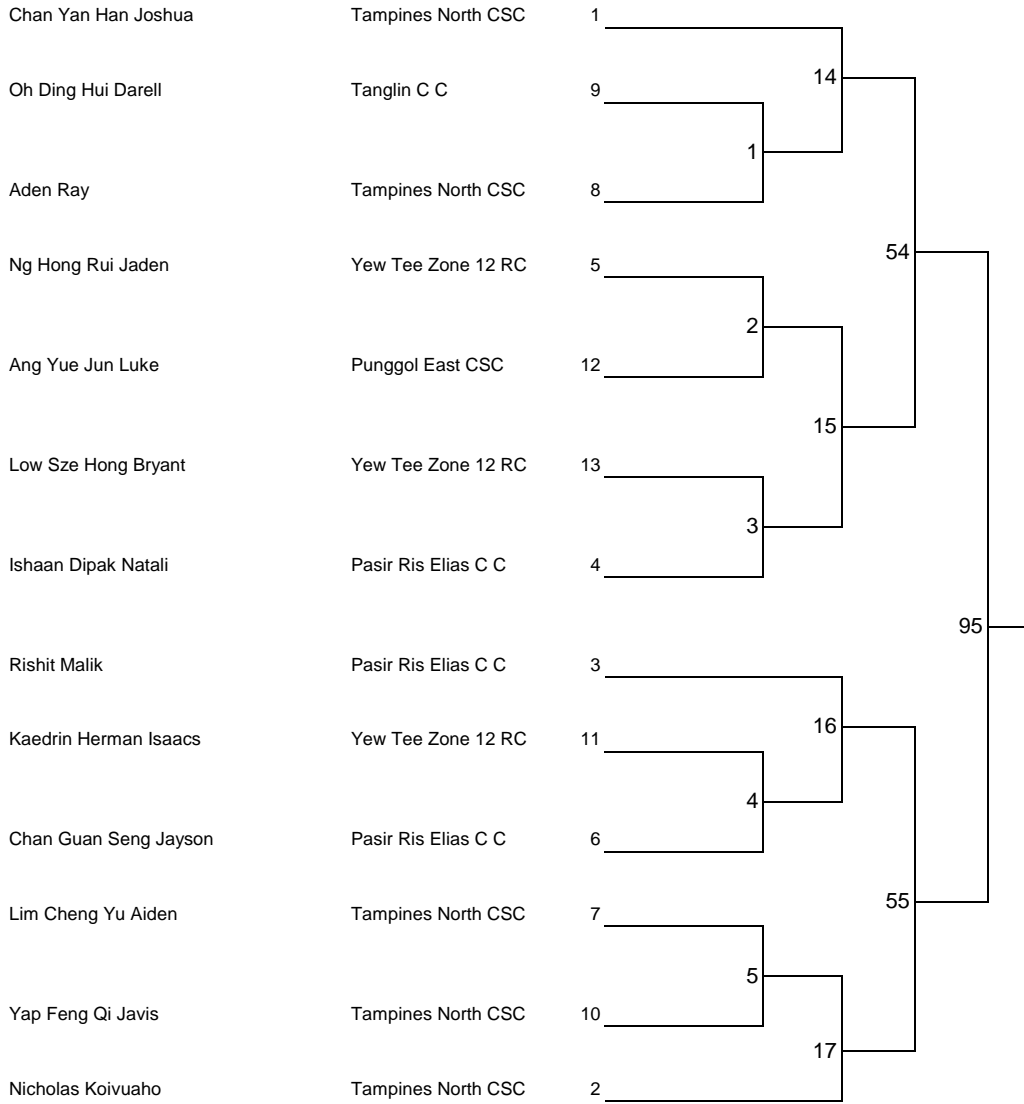 Chan Yan Han Joshua Tampines North CSC 1
14
Oh Ding Hui Darell Tanglin C C 9
1
Aden Ray Tampines North CSC 8
54
Ng Hong Rui Jaden Yew Tee Zone 12 RC 5
2
Ang Yue Jun Luke Punggol East CSC 12
15
Low Sze Hong Bryant Yew Tee Zone 12 RC 13
3
Ishaan Dipak Natali Pasir Ris Elias C C 4
95
Rishit Malik Pasir Ris Elias C C 3
16
Kaedrin Herman Isaacs Yew Tee Zone 12 RC 11
4
Chan Guan Seng Jayson Pasir Ris Elias C C 6
55
Lim Cheng Yu Aiden Tampines North CSC 7
5
Yap Feng Qi Javis Tampines North CSC 10
17
Nicholas Koivuaho Tampines North CSC 2